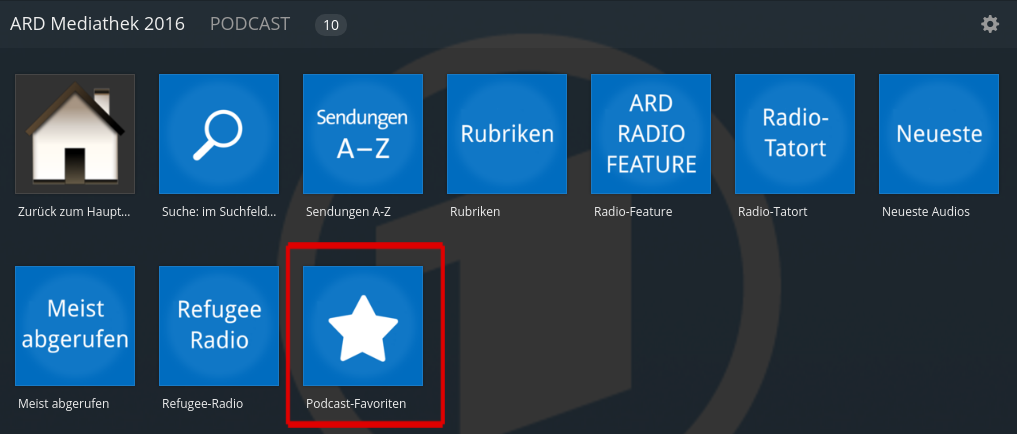 ARD Mediathek 2016 PODCAST 10
Sendungen
A–Z
Rubriken
ARD
RADIO
FEATURE
Radio-
Tatort
Neueste
Zurück zum Haupt...
Suche: im Suchfeld...
Sendungen A-Z
Rubriken
Radio-Feature
Radio-Tatort
Neueste Audios
Meist
abgerufen
Refugee
Radio
Meist abgerufen
Refugee-Radio
Podcast-Favoriten